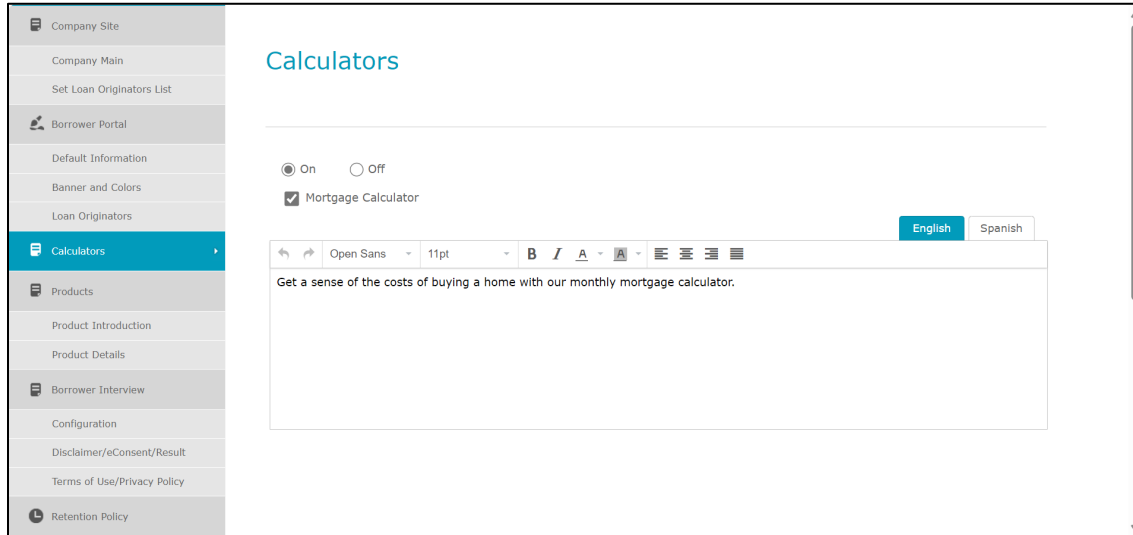 Company Site
Company Main
Set Loan Originators List
Borrower Portal
Default Information
Banner and Colors
Loan Originators
Calculators
Products
Product Introduction
Product Details
Borrower Interview
Configuration
Disclaimer/eConsent/Result
Terms of Use/Privacy Policy
Retention Policy
Calculators
On Off
Mortgage Calculator
English Spanish
Open Sans 11pt B I A A
Get a sense of the costs of buying a home with our monthly mortgage calculator.